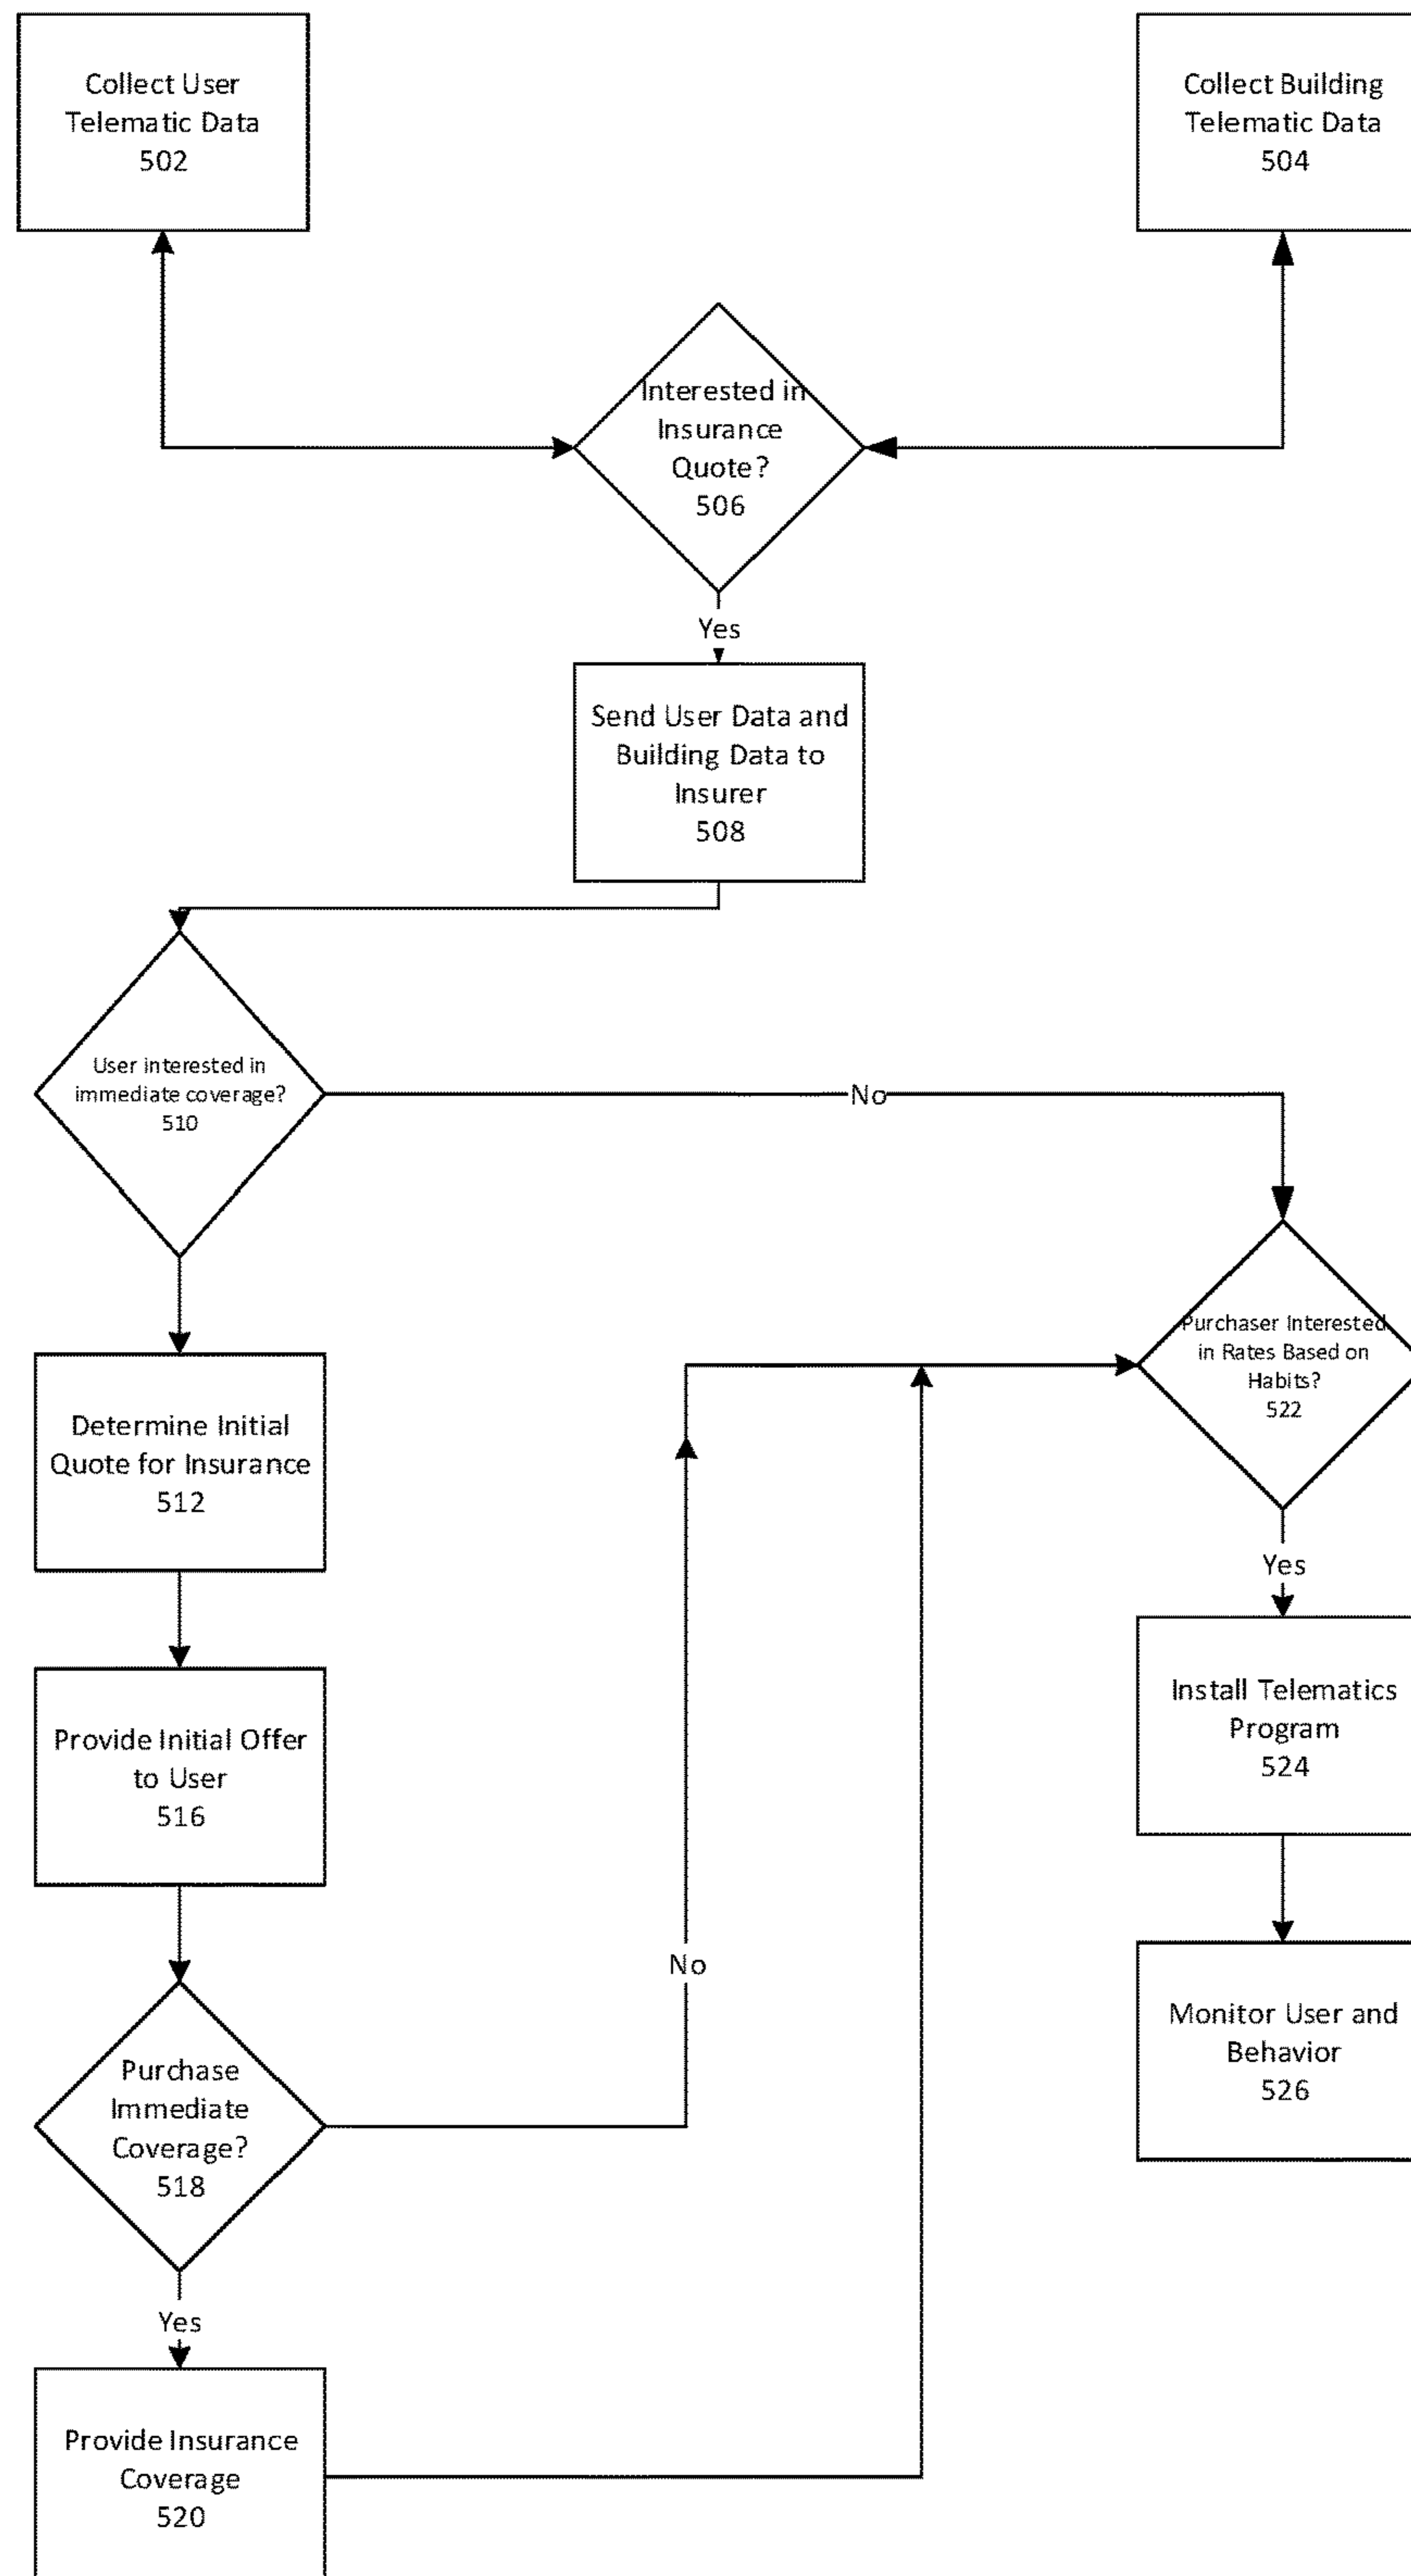 Collect User
Telematic Data
502
Collect Building
Telematic Data
504
Interested in
Insurance
Quote?
506
Yes
Send User Data and
Building Data to
Insurer
508
User interested in
immediate coverage?
510
No
Purchaser Interested
in Rates Based on
Habits?
522
Determine Initial
Quote for Insurance
512
Yes
Install Telematics
Program
524
Provide Initial Offer
to User
516
No
Monitor User and
Behavior
526
Purchase
Immediate
Coverage?
518
Yes
Provide Insurance
Coverage
520